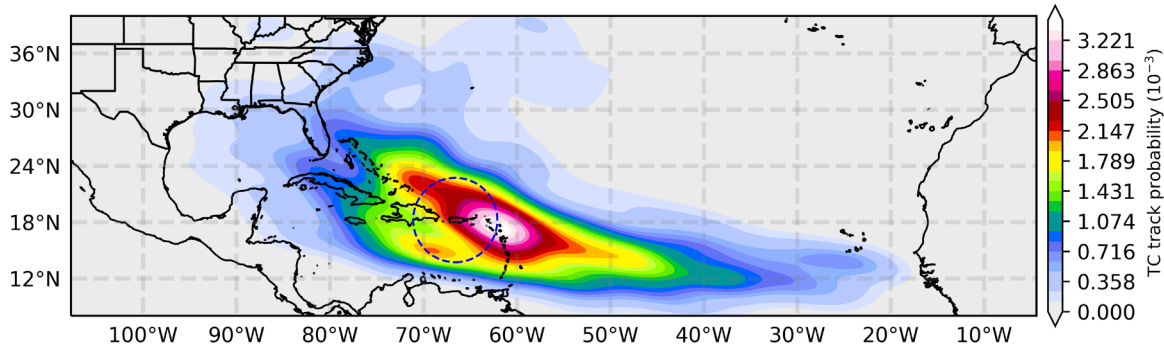 36°N
30°N
24°N
18°N
12°N
100°W
90°W
80°W
70°W
60°W
50°W
40°W
30°W
20°W
10°W
3.221
2.863
2.505
2.147
1.789
1.431
1.074
0.716
0.358
0.000
TC track probability (10⁻³)